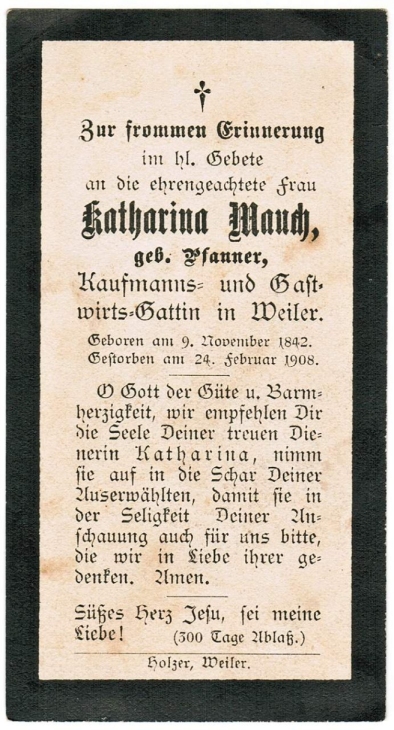 †
Zur frommen Erinnerung
im hl. Gebete
an die ehrengeachtete Frau
Katharina Mauch,
geb. Pfanner,
Kaufmanns- und Gast-
wirts-Gattin in Weiler.
Geboren am 9. November 1842.
Gestorben am 24. Februar 1908.
O Gott der Güte u. Barm-
herzigkeit, wir empfehlen Dir
die Seele Deiner treuen Die-
nerin Katharina, nimm
sie auf in die Schar Deiner
Auserwählten, damit sie in
der Seligkeit Deiner An-
schauung auch für uns bitte,
die wir in Liebe ihrer ge-
denken. Amen.
Süßes Herz Jesu, sei meine
Liebe! (300 Tage Ablaß.)
Holzer, Weiler.